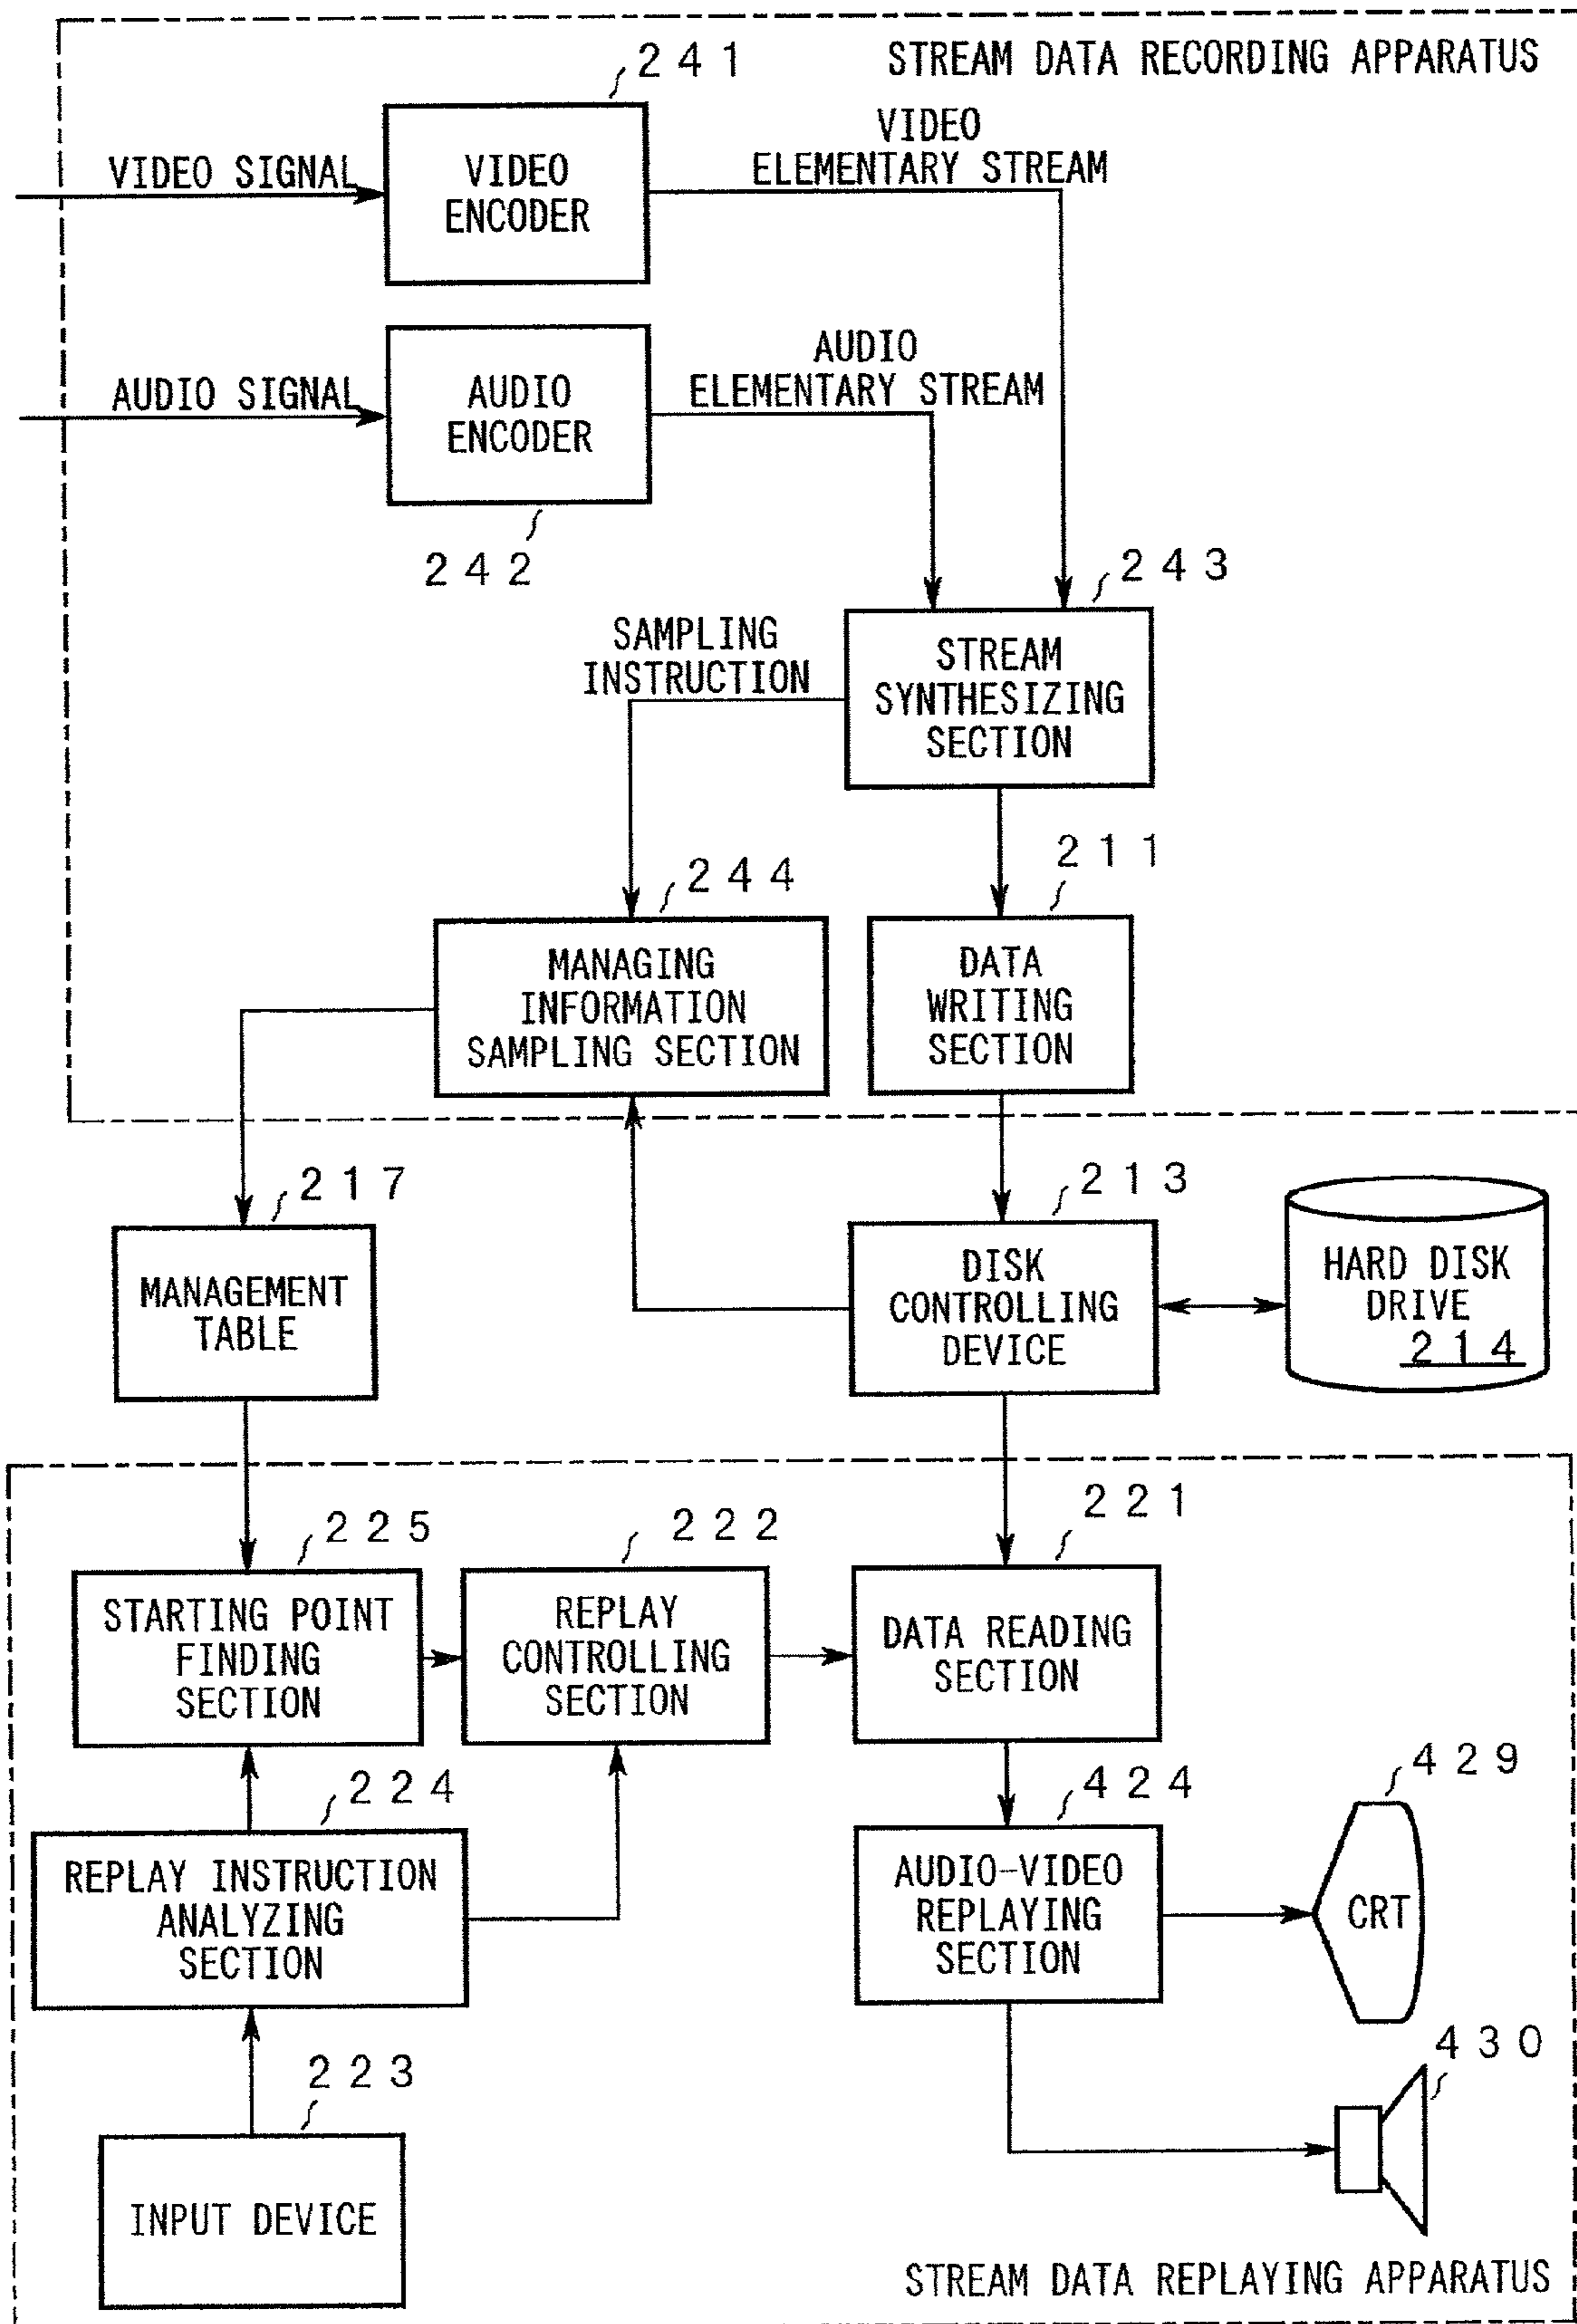 STREAM DATA RECORDING APPARATUS
241
VIDEO SIGNAL
VIDEO
ENCODER
VIDEO
ELEMENTARY STREAM
AUDIO SIGNAL
AUDIO
ENCODER
AUDIO
ELEMENTARY STREAM
242
243
SAMPLING
INSTRUCTION
STREAM
SYNTHESIZING
SECTION
244
211
MANAGING
INFORMATION
SAMPLING SECTION
DATA
WRITING
SECTION
217
213
MANAGEMENT
TABLE
DISK
CONTROLLING
DEVICE
HARD DISK
DRIVE
214
225
222
221
STARTING POINT
FINDING
SECTION
REPLAY
CONTROLLING
SECTION
DATA READING
SECTION
224
424
429
REPLAY INSTRUCTION
ANALYZING
SECTION
AUDIO-VIDEO
REPLAYING
SECTION
CRT
223
430
INPUT DEVICE
STREAM DATA REPLAYING APPARATUS